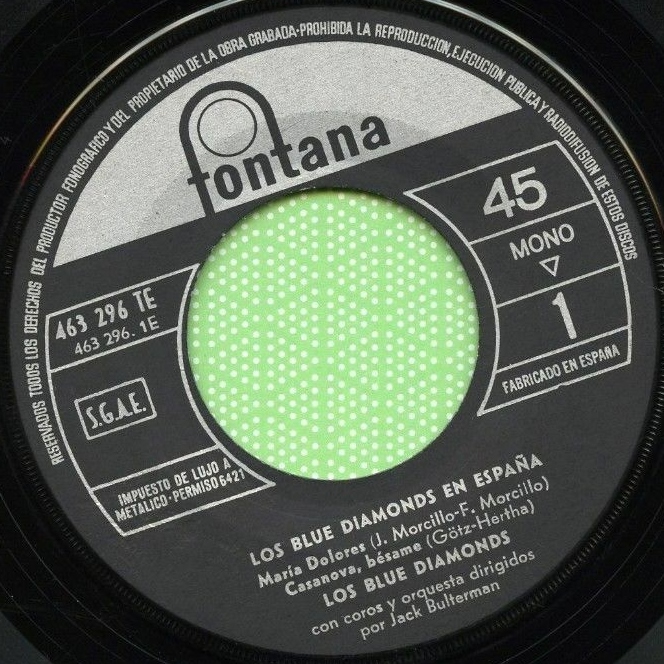 RESERVADOS TODOS LOS DERECHOS DEL PRODUCTOR FONOGRAFICO Y DEL PROPIETARIO DE LA OBRA GRABADA-PROHIBIDA LA REPRODUCCION, EJECUCION PUBLICA Y RADIODIFUSION DE ESTOS DISCOS
fontana
45
MONO
1
FABRICADO EN ESPAÑA
463 296 TE
463 296. 1E
S.G.A.E.
IMPUESTO DE LUJO A
METALICO-PERMISO 6421
LOS BLUE DIAMONDS EN ESPAÑA
María Dolores (J. Morcillo-F. Morcillo)
Casanova, bésame (Götz-Hertha)
LOS BLUE DIAMONDS
con coros y orquesta dirigidos
por Jack Bulterman